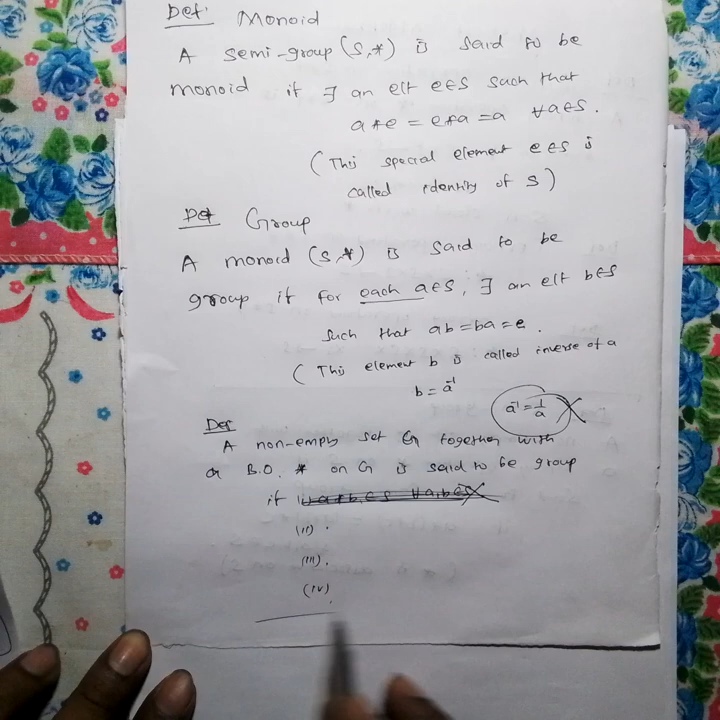 Def. Monoid
A semi-group (S,*) is said to be
monoid if ∃ an elt e∈S such that
a*e = e*a = a ∀a∈S.
(This special element e∈S is
called identity of S)
Def Group
A monoid (S,*) is said to be
group if for each a∈S, ∃ an elt b∈S
such that ab=ba=e.
(This element b is called inverse of a
b = a⁻¹
a⁻¹ = 1/a
Def
A non-empty set G together with
a B.O. * on G is said to be group
if (i) a*b∈S ∀a,b∈S
(ii) .
(iii).
(iv)